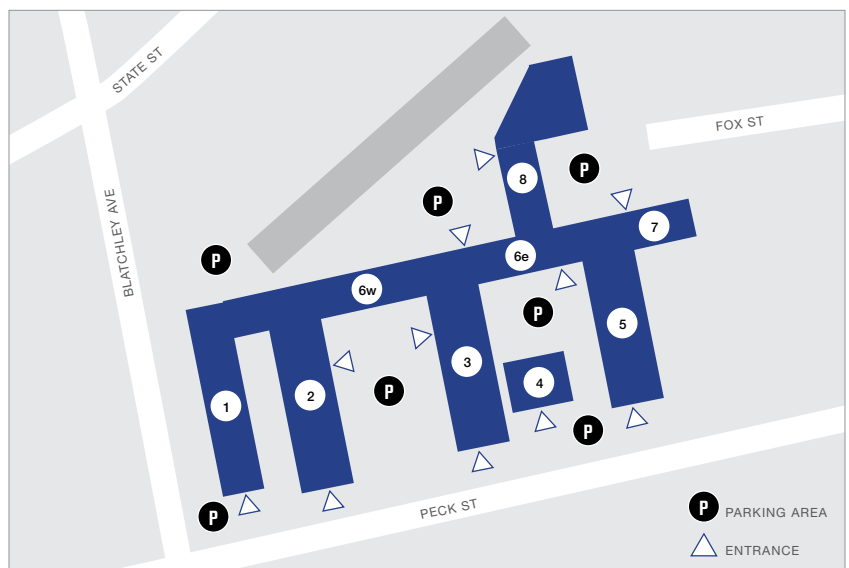 STATE ST
FOX ST
P
8
P
BLATCHLEY AVE
7
6e
P
6w
P
5
3
4
2
P
1
P
P
PECK ST
P PARKING AREA
ENTRANCE